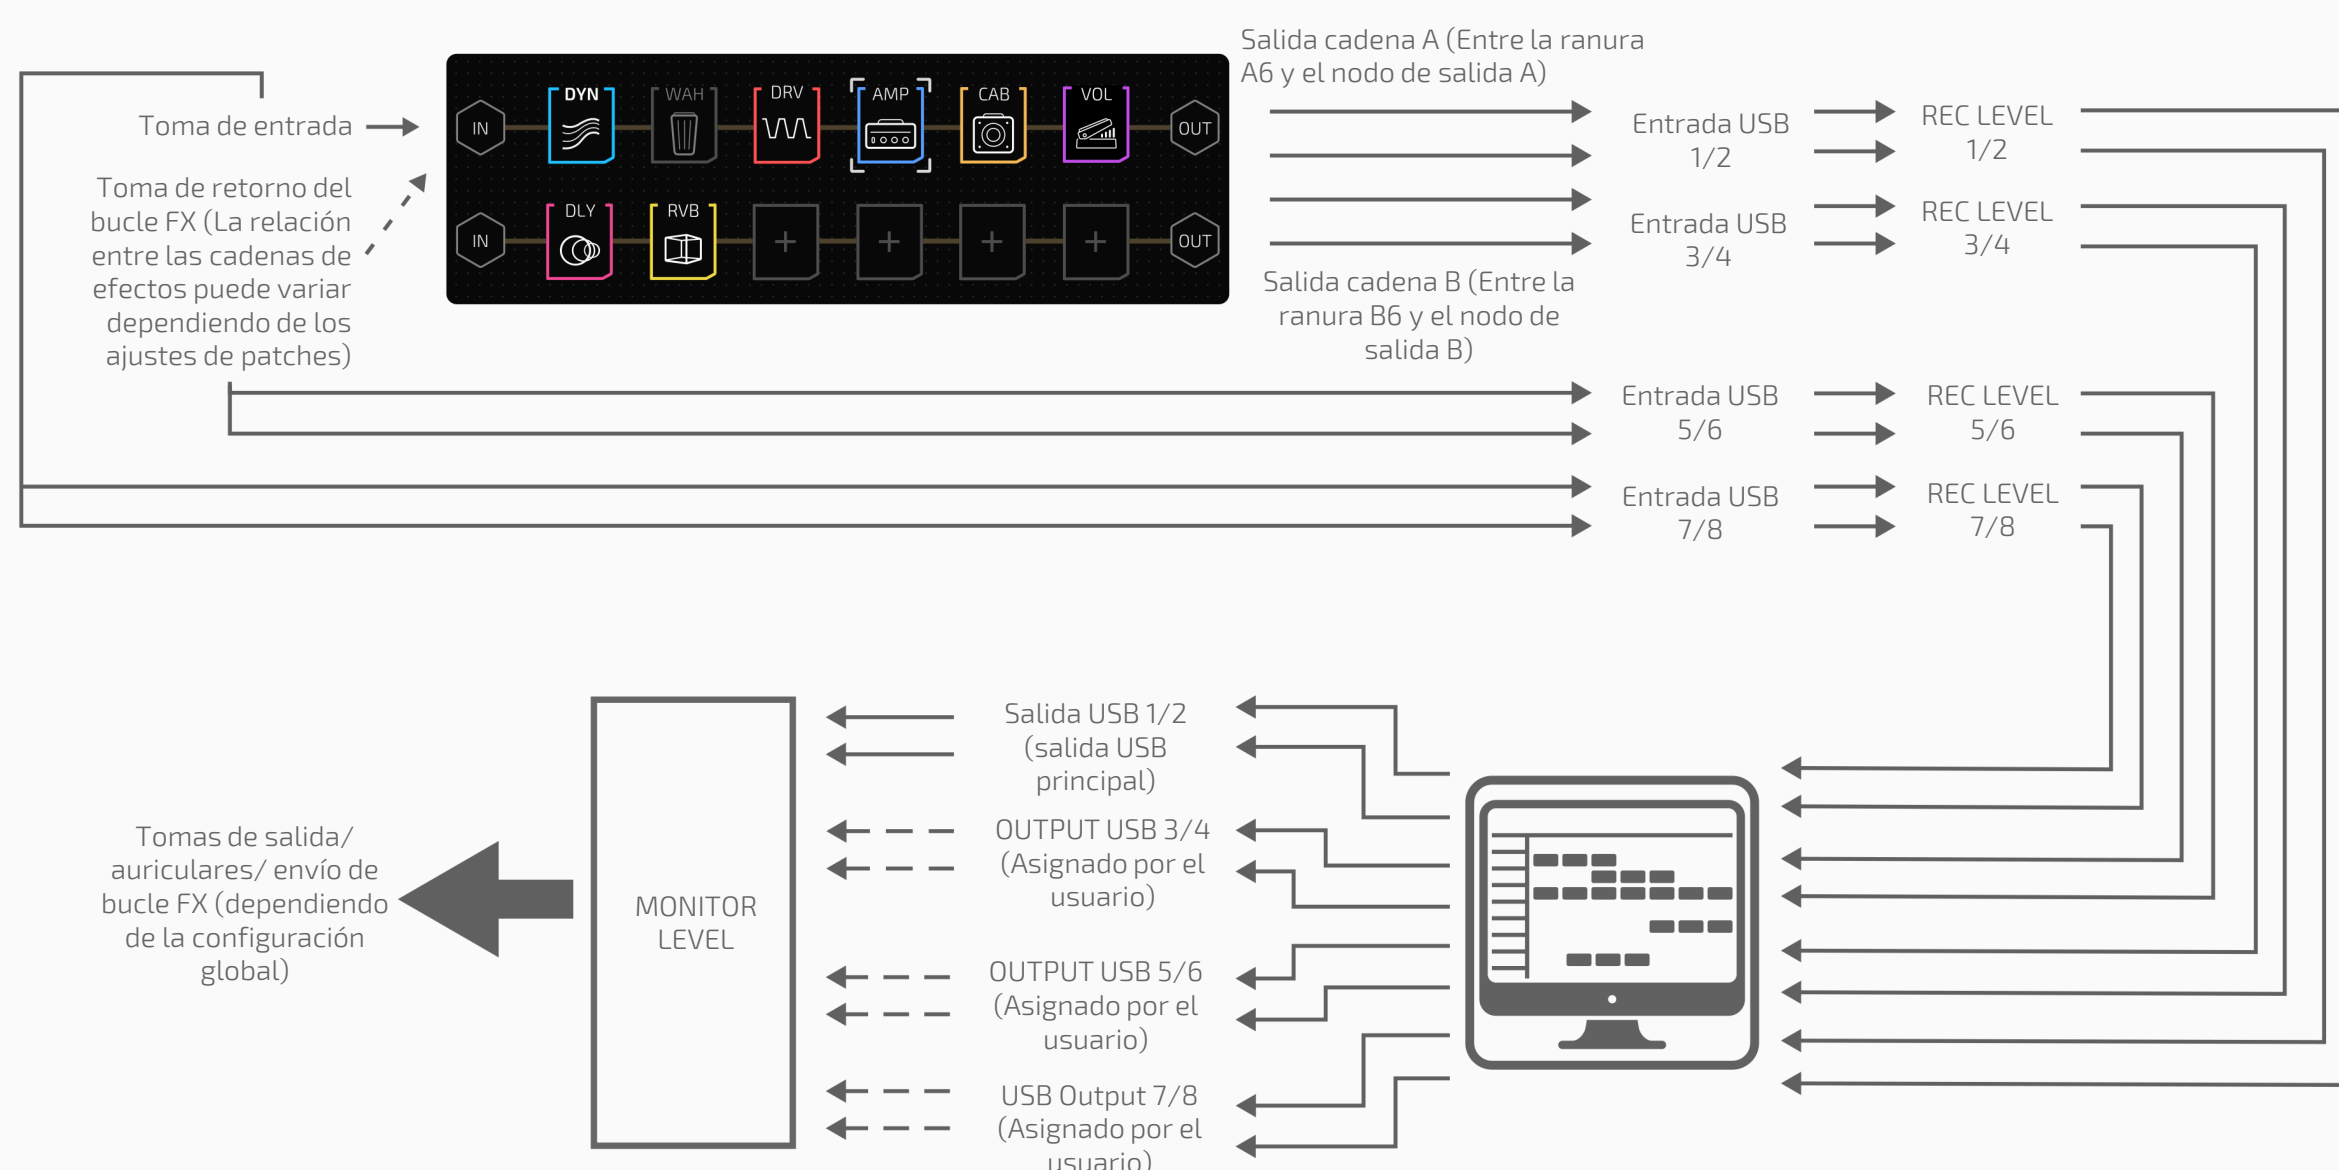 Salida cadena A (Entre la ranura
A6 y el nodo de salida A)
Toma de entrada
IN
DYN
WAH
DRV
AMP
CAB
VOL
OUT
Entrada USB
1/2
REC LEVEL
1/2
Toma de retorno del
bucle FX (La relación
entre las cadenas de
efectos puede variar
dependiendo de los
ajustes de patches)
IN
DLY
RVB
+
+
+
+
OUT
Entrada USB
3/4
REC LEVEL
3/4
Salida cadena B (Entre la
ranura B6 y el nodo de
salida B)
Entrada USB
5/6
REC LEVEL
5/6
Entrada USB
7/8
REC LEVEL
7/8
Salida USB 1/2
(salida USB
principal)
OUTPUT USB 3/4
(Asignado por el
usuario)
OUTPUT USB 5/6
(Asignado por el
usuario)
USB Output 7/8
(Asignado por el
usuario)
MONITOR
LEVEL
Tomas de salida/
auriculares/ envío de
bucle FX (dependiendo
de la configuración
global)